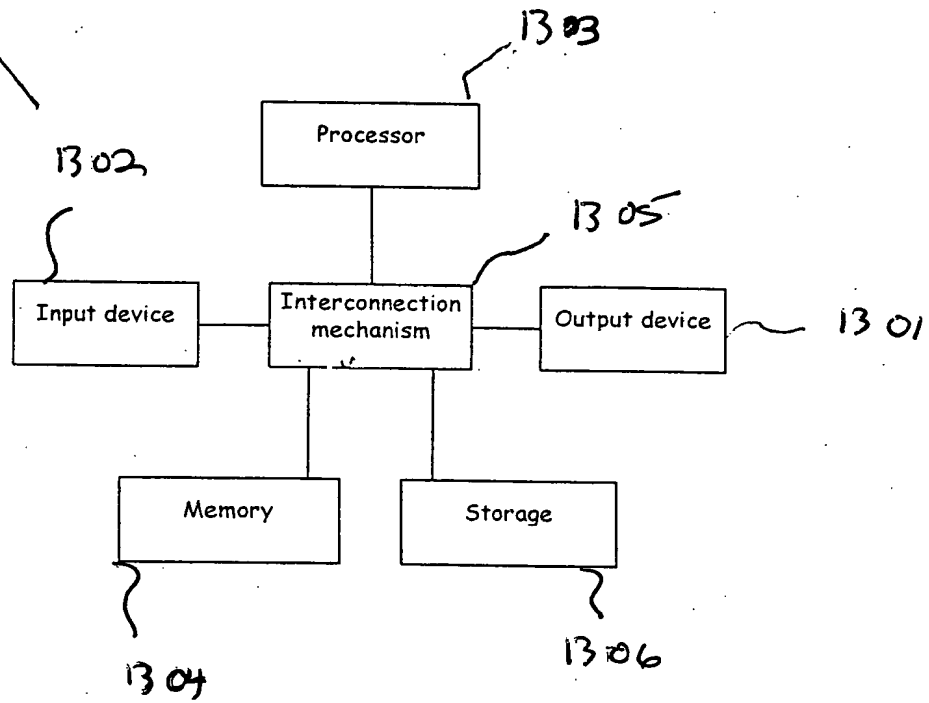 1303
Processor
1302
1305
Input device
Interconnection
mechanism
Output device
1301
Memory
Storage
1304
1306